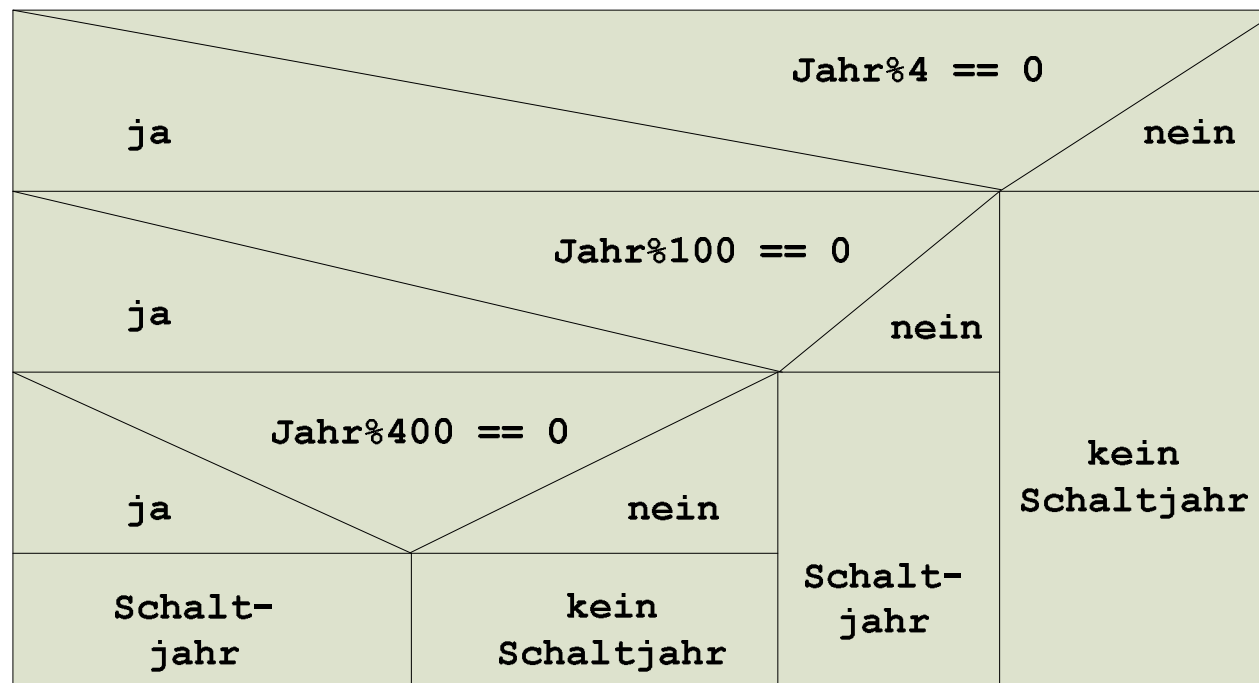 Jahr%4 == 0
ja
nein
Jahr%100 == 0
ja
nein
Jahr%400 == 0
ja
nein
Schalt-
jahr
kein
Schaltjahr
Schalt-
jahr
kein
Schaltjahr